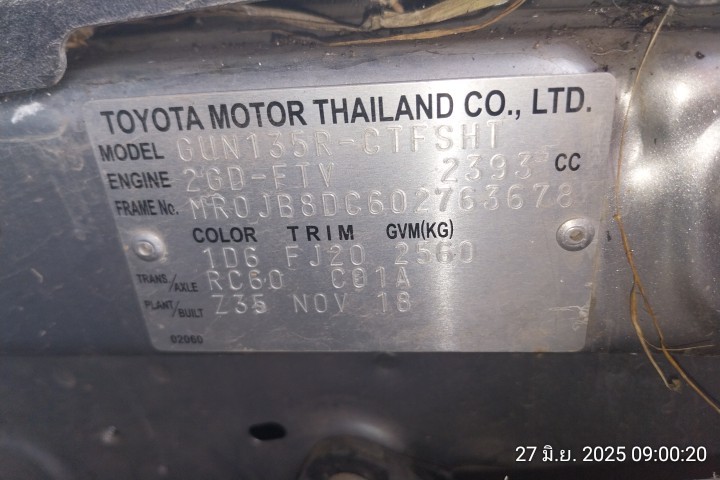 TOYOTA MOTOR THAILAND CO., LTD.
MODEL GUN135R-CTFSHT
ENGINE 2GD-FTV 2393 CC
FRAME No. MR0JB8DC602763678
COLOR TRIM GVM(KG)
1D6 FJ20 2560
TRANS./AXLE RC60 C01A
PLANT/BUILT Z35 NOV 18
02060
27 มิ.ย. 2025 09:00:20